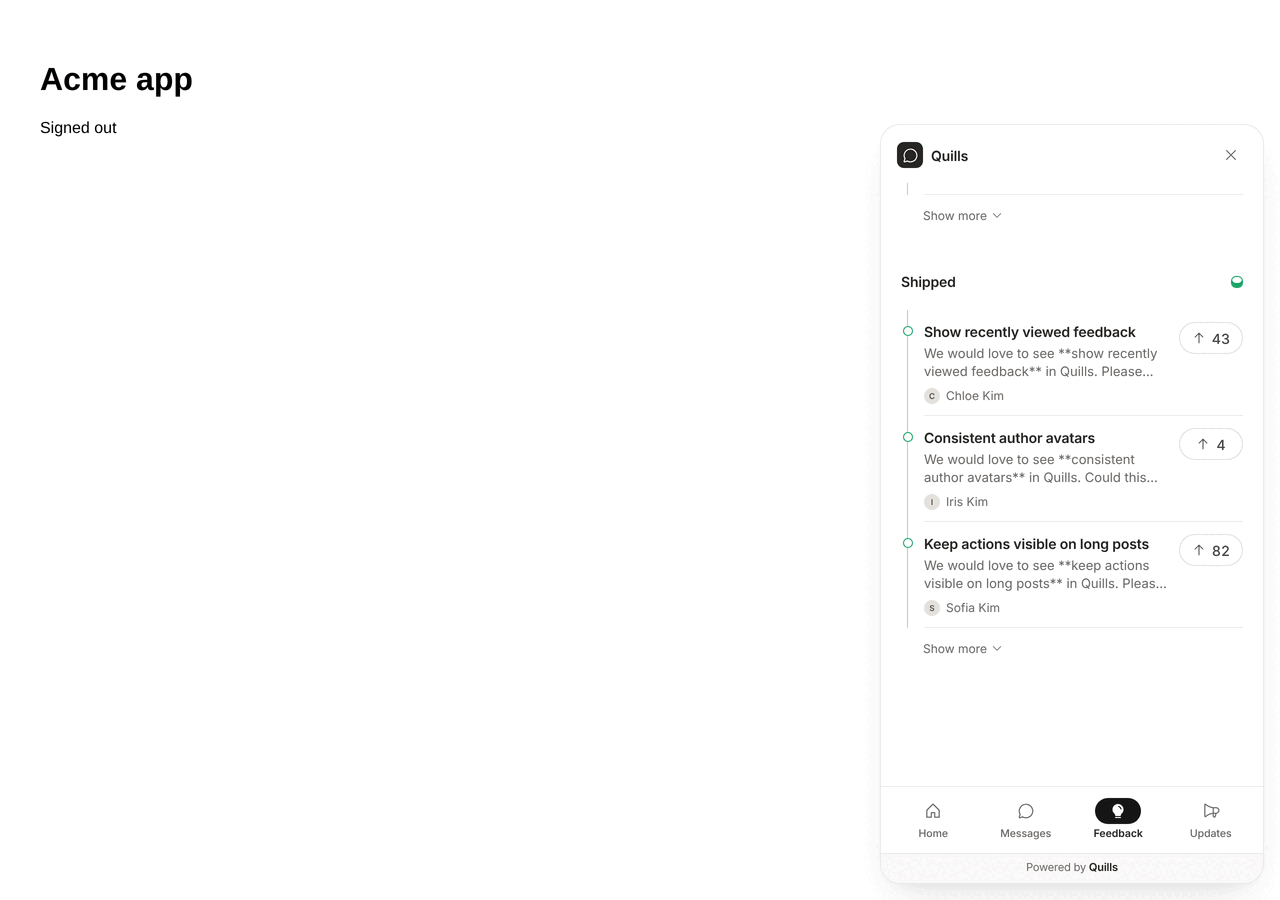 Acme app
Signed out
Quills
Show more
Shipped
Show recently viewed feedback
We would love to see **show recently
viewed feedback** in Quills. Please...
C Chloe Kim
43
Consistent author avatars
We would love to see **consistent
author avatars** in Quills. Could this...
I Iris Kim
4
Keep actions visible on long posts
We would love to see **keep actions
visible on long posts** in Quills. Pleas...
S Sofia Kim
82
Show more
Home
Messages
Feedback
Updates
Powered by Quills